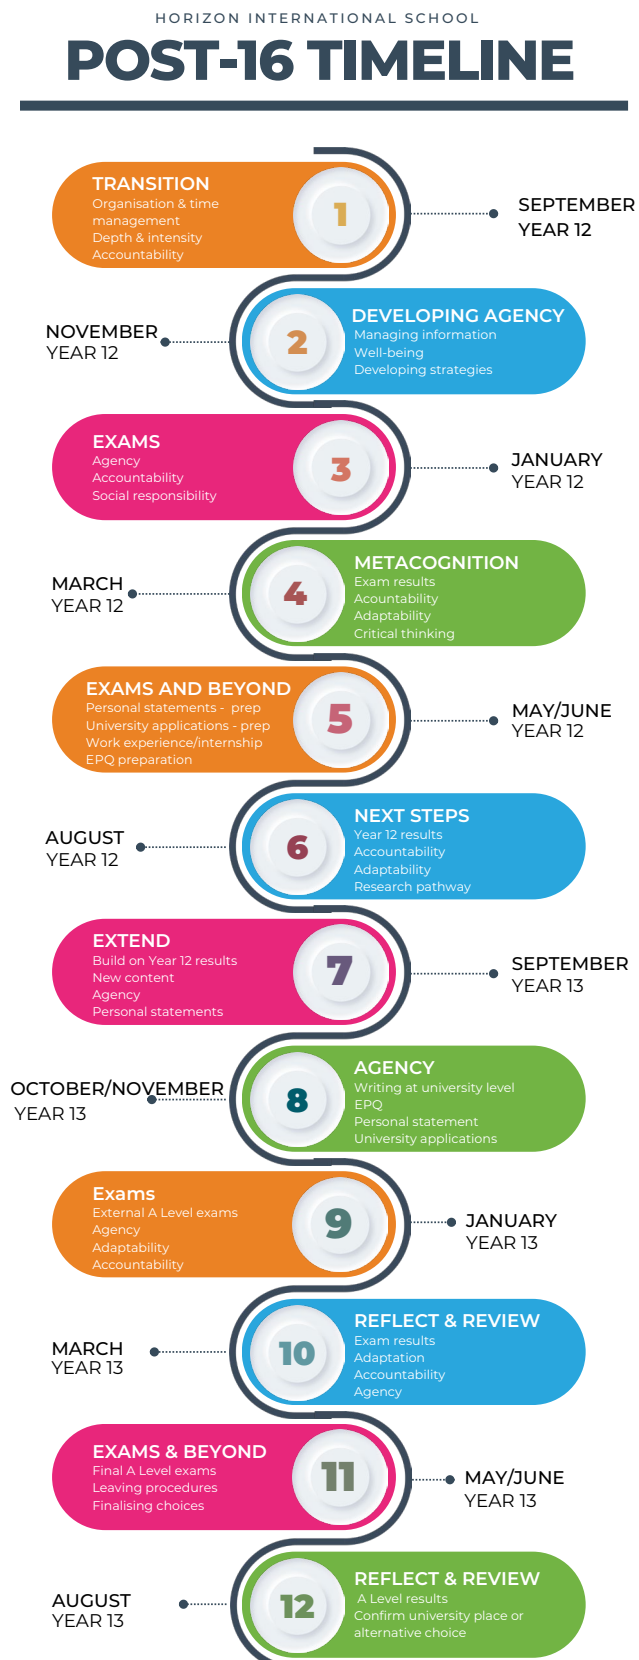 HORIZON INTERNATIONAL SCHOOL
POST-16 TIMELINE
TRANSITION
Organisation & time
management
Depth & intensity
Accountability
1
SEPTEMBER
YEAR 12
NOVEMBER
YEAR 12
2
DEVELOPING AGENCY
Managing information
Well-being
Developing strategies
EXAMS
Agency
Accountability
Social responsibility
3
JANUARY
YEAR 12
MARCH
YEAR 12
4
METACOGNITION
Exam results
Acountability
Adaptability
Critical thinking
EXAMS AND BEYOND
Personal statements - prep
University applications - prep
Work experience/internship
EPQ preparation
5
MAY/JUNE
YEAR 12
AUGUST
YEAR 12
6
NEXT STEPS
Year 12 results
Accountability
Adaptability
Research pathway
EXTEND
Build on Year 12 results
New content
Agency
Personal statements
7
SEPTEMBER
YEAR 13
OCTOBER/NOVEMBER
YEAR 13
8
AGENCY
Writing at university level
EPQ
Personal statement
University applications
Exams
External A Level exams
Agency
Adaptability
Accountability
9
JANUARY
YEAR 13
MARCH
YEAR 13
10
REFLECT & REVIEW
Exam results
Adaptation
Accountability
Agency
EXAMS & BEYOND
Final A Level exams
Leaving procedures
Finalising choices
11
MAY/JUNE
YEAR 13
AUGUST
YEAR 13
12
REFLECT & REVIEW
A Level results
Confirm university place or
alternative choice